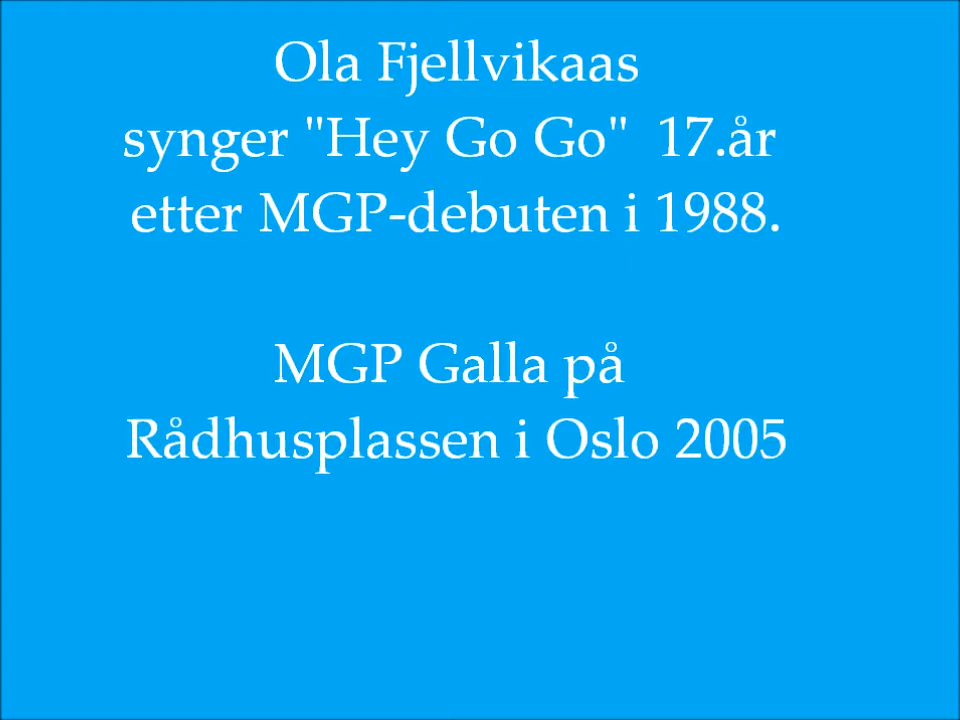 Ola Fjellvikaas
synger "Hey Go Go" 17.år
etter MGP-debuten i 1988.
MGP Galla på
Rådhusplassen i Oslo 2005